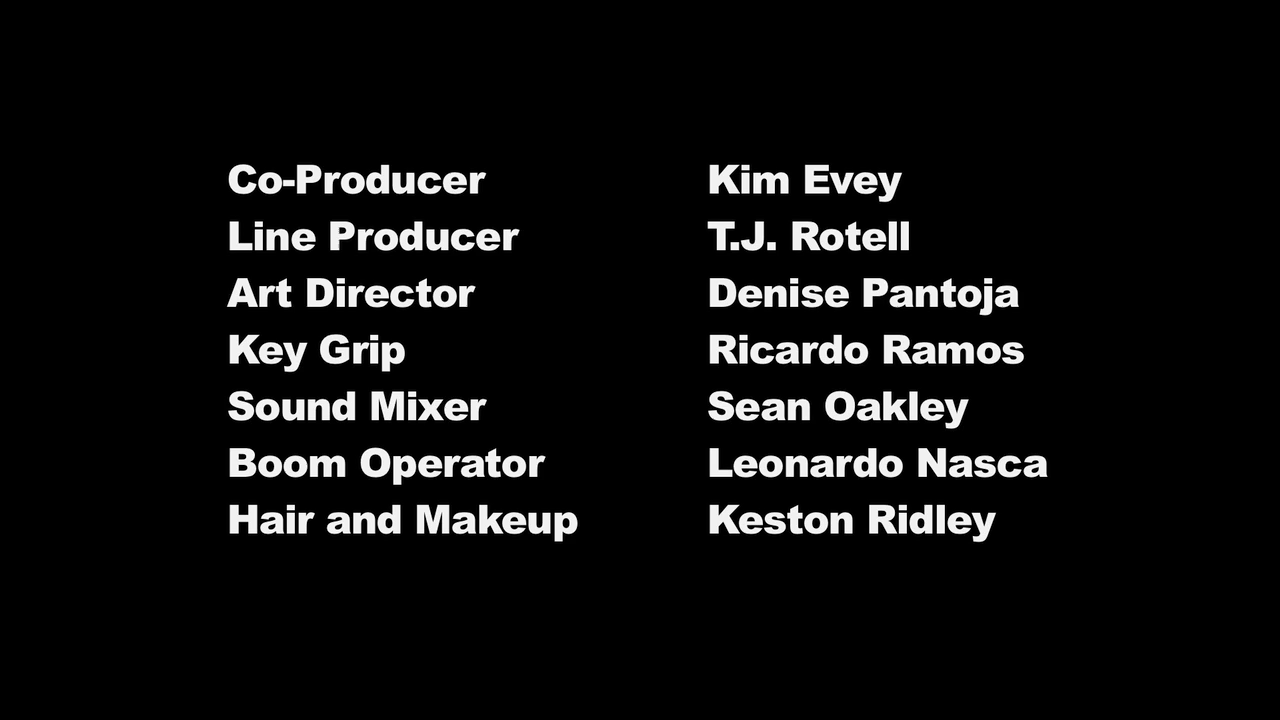 Co-Producer Kim Evey
Line Producer T.J. Rotell
Art Director Denise Pantoja
Key Grip Ricardo Ramos
Sound Mixer Sean Oakley
Boom Operator Leonardo Nasca
Hair and Makeup Keston Ridley